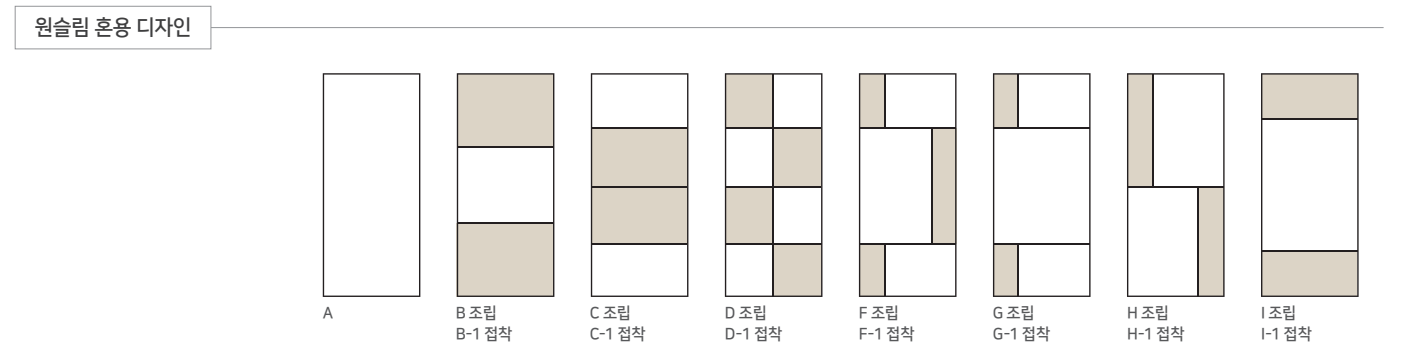 원슬림 혼용 디자인
A
B 조립
B-1 접착
C 조립
C-1 접착
D 조립
D-1 접착
F 조립
F-1 접착
G 조립
G-1 접착
H 조립
H-1 접착
I 조립
I-1 접착